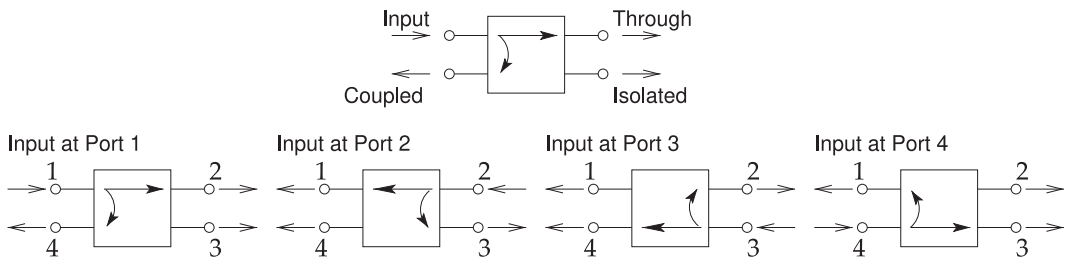 Input Through
Coupled Isolated
Input at Port 1 Input at Port 2 Input at Port 3 Input at Port 4
1 2 1 2 1 2 1 2
4 3 4 3 4 3 4 3